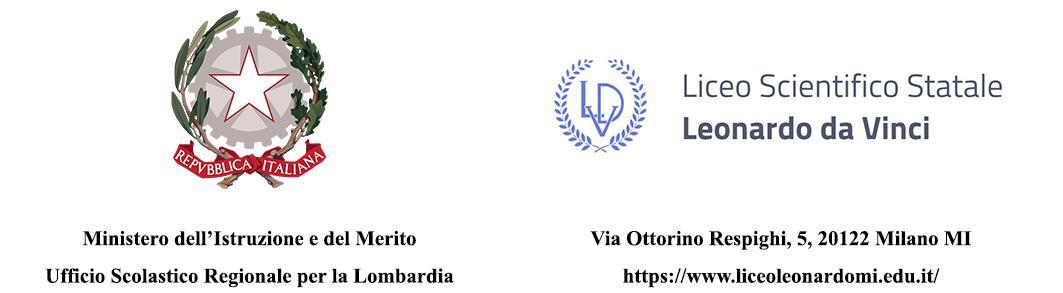 REPVBBLICA ITALIANA
Ministero dell’Istruzione e del Merito
Ufficio Scolastico Regionale per la Lombardia
LDV
Liceo Scientifico Statale
Leonardo da Vinci
Via Ottorino Respighi, 5, 20122 Milano MI
https://www.liceoleonardomi.edu.it/